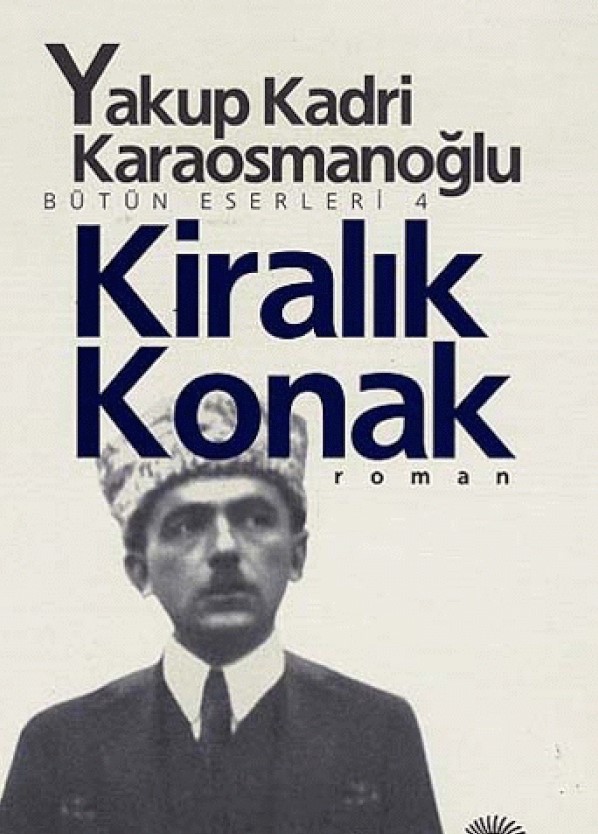 Yakup Kadri
Karaosmanoğlu
BÜTÜN ESERLERİ 4
Kiralık
Konak
roman